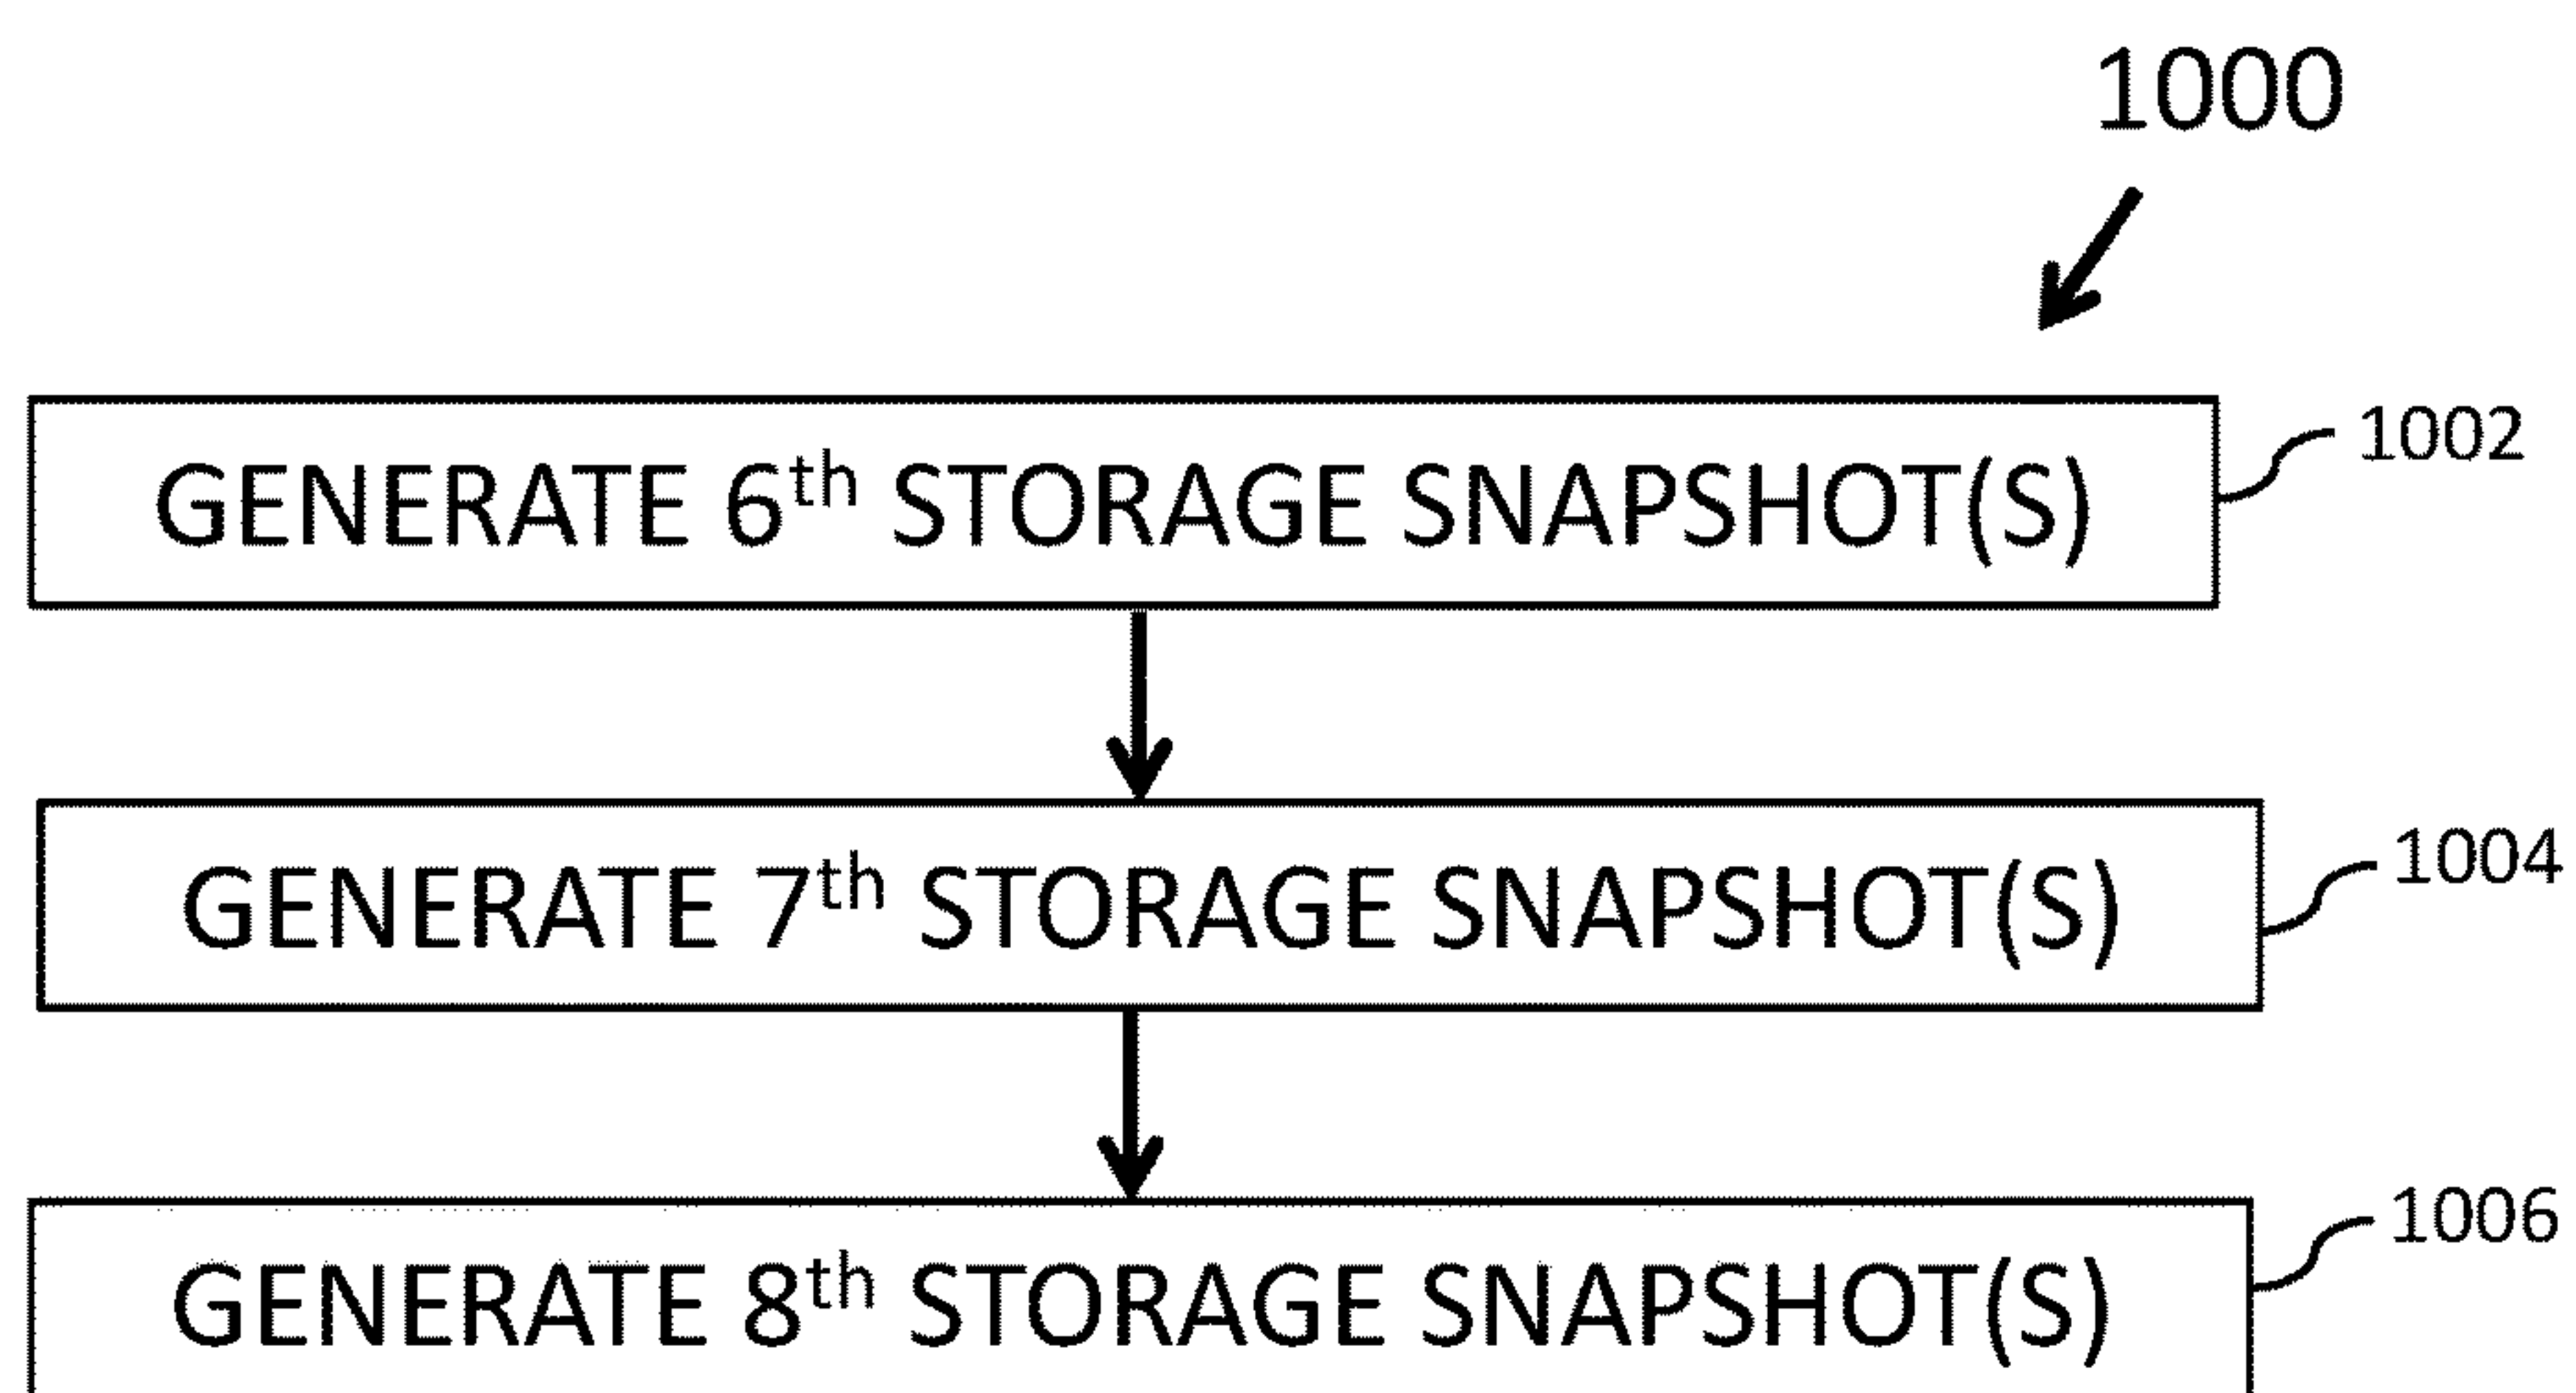 1000
GENERATE 6th STORAGE SNAPSHOT(S)
1002
GENERATE 7th STORAGE SNAPSHOT(S)
1004
GENERATE 8th STORAGE SNAPSHOT(S)
1006